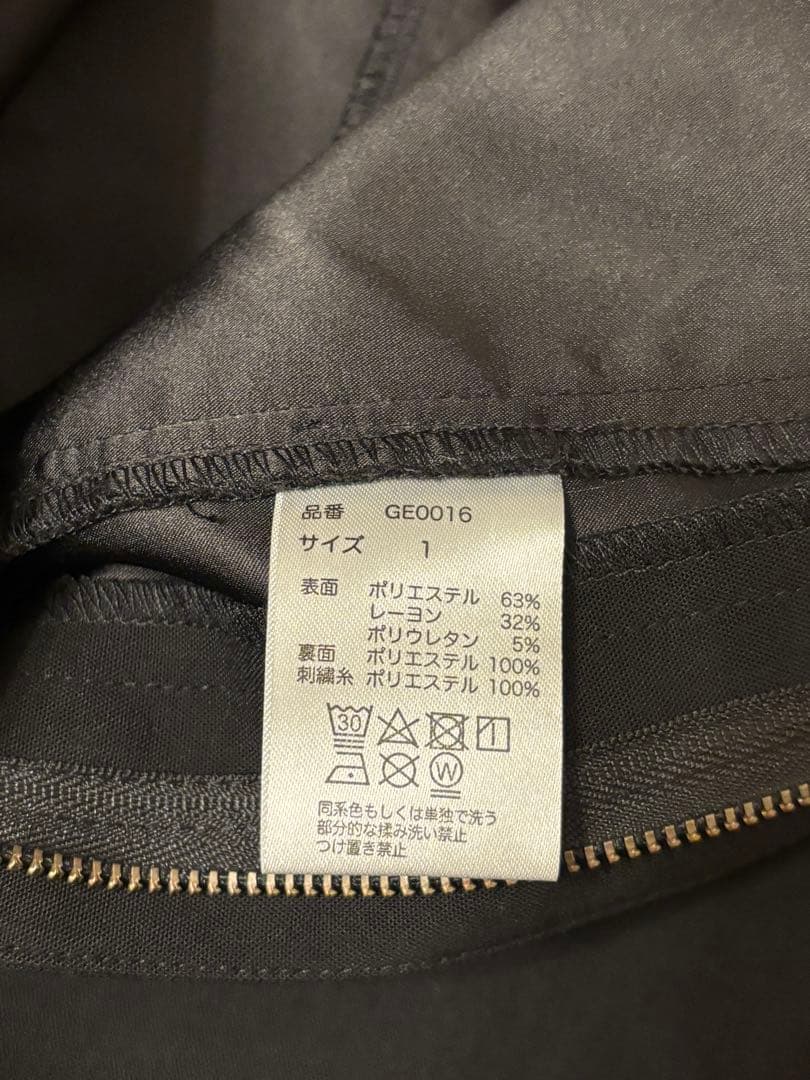 品番 GE0016
サイズ 1
表面 ポリエステル 63%
レーヨン 32%
ポリウレタン 5%
裏面 ポリエステル 100%
刺繍糸 ポリエステル 100%
30
W
同系色もしくは単独で洗う
部分的な揉み洗い禁止
つけ置き禁止